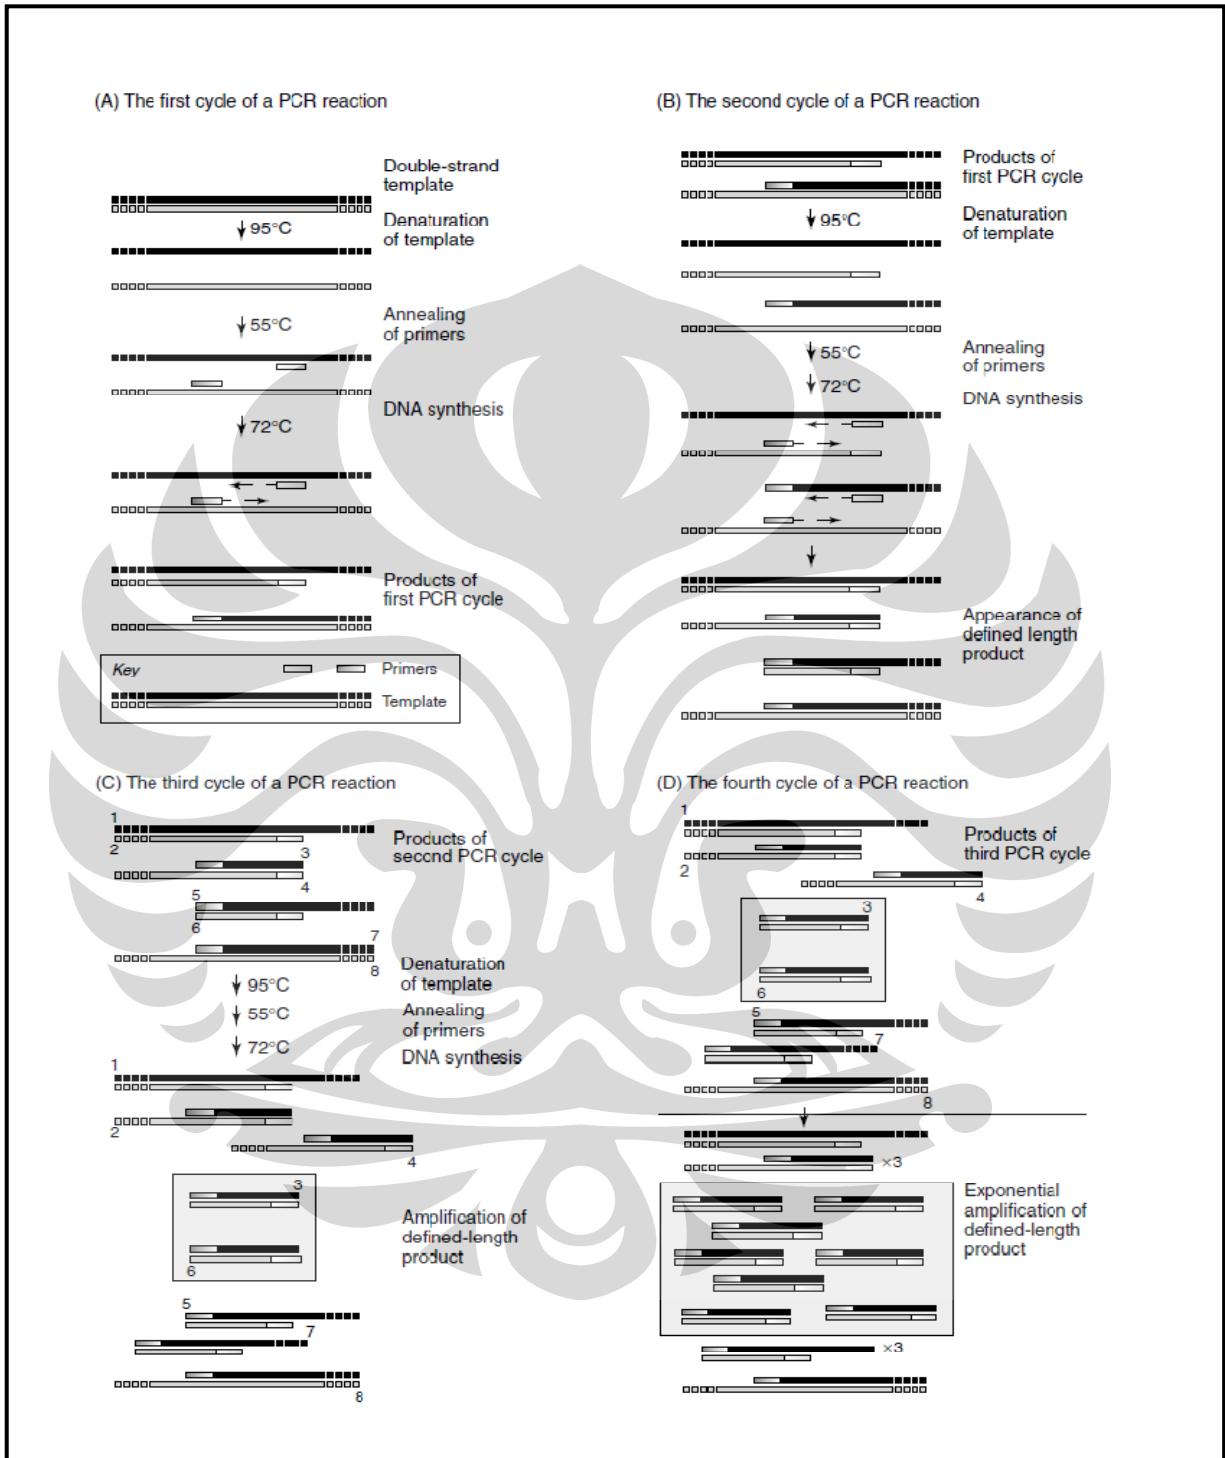 (A) The first cycle of a PCR reaction
Double-strand
template
95°C
Denaturation
of template
55°C
Annealing
of primers
72°C
DNA synthesis
Products of
first PCR cycle
Key
Primers
Template
(B) The second cycle of a PCR reaction
Products of
first PCR cycle
95°C
Denaturation
of template
55°C
Annealing
of primers
72°C
DNA synthesis
Appearance of
defined length
product
(C) The third cycle of a PCR reaction
1
2
Products of
second PCR cycle
3
4
5
6
7
8
95°C
Denaturation
of template
55°C
Annealing
of primers
72°C
DNA synthesis
1
2
4
3
6
Amplification of
defined-length
product
5
7
8
(D) The fourth cycle of a PCR reaction
1
2
Products of
third PCR cycle
4
3
6
5
7
8
×3
Exponential
amplification of
defined-length
product
×3